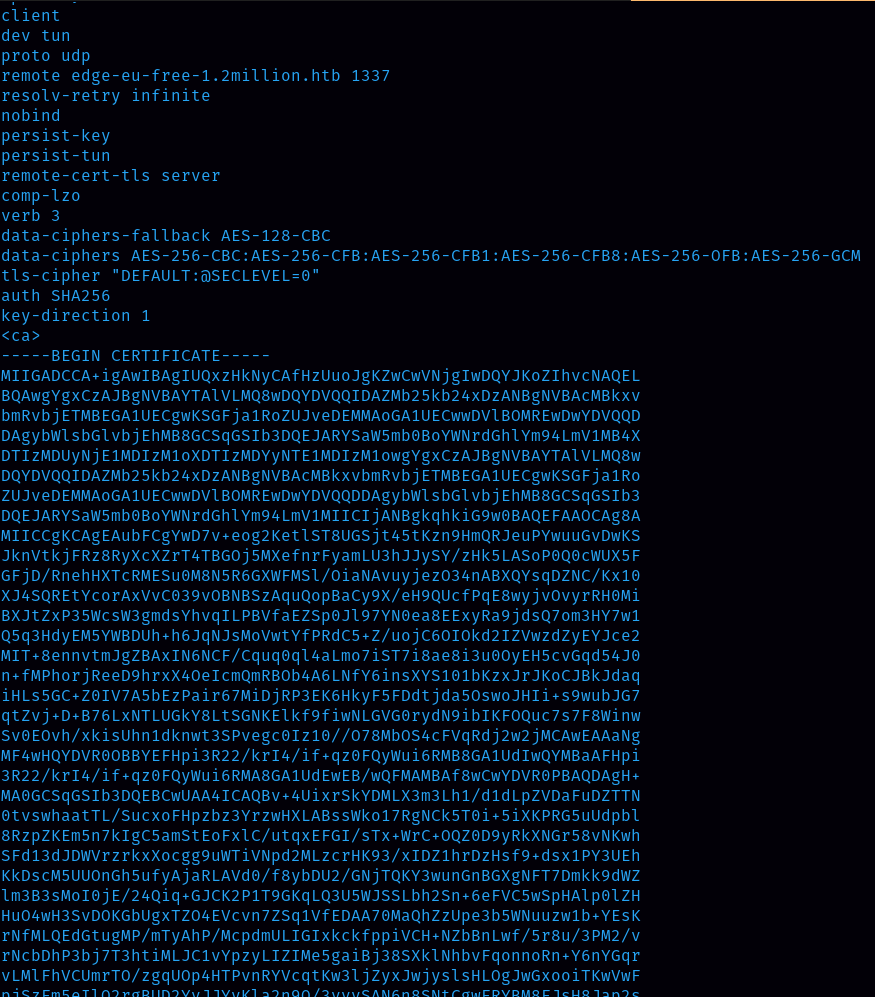 client
dev tun
proto udp
remote edge-eu-free-1.2million.htb 1337
resolv-retry infinite
nobind
persist-key
persist-tun
remote-cert-tls server
comp-lzo
verb 3
data-ciphers-fallback AES-128-CBC
data-ciphers AES-256-CBC:AES-256-CFB:AES-256-CFB1:AES-256-CFB8:AES-256-OFB:AES-256-GCM
tls-cipher "DEFAULT:@SECLEVEL=0"
auth SHA256
key-direction 1
<ca>
-----BEGIN CERTIFICATE-----
MIIGADCCA+igAwIBAgIUQxzHkNyCAfHzUuoJgKZwCwVNjgIwDQYJKoZIhvcNAQEL
BQAwgYgxCzAJBgNVBAYTAlVLMQ8wDQYDVQQIDAZMb25kb24xDzANBgNVBAcMBkxv
bmRvbjETMBEGA1UECgwKSGFja1RoZUJveDEMMAoGA1UECwwDVlBOMREwDwYDVQQD
DAgybWlsbGlvbjEhMB8GCSqGSIb3DQEJARYSaW5mb0BoYWNrdGhlYm94LmV1MB4X
DTIzMDUyNjE1MDIzM1oXDTIzMDYyNTE1MDIzM1owgYgxCzAJBgNVBAYTAlVLMQ8w
DQYDVQQIDAZMb25kb24xDzANBgNVBAcMBkxvbmRvbjETMBEGA1UECgwKSGFja1Ro
ZUJveDEMMAoGA1UECwwDVlBOMREwDwYDVQQDDAgybWlsbGlvbjEhMB8GCSqGSIb3
DQEJARYSaW5mb0BoYWNrdGhlYm94LmV1MIICIjANBgkqhkiG9w0BAQEFAAOCAg8A
MIICCgKCAgEAubFCgYwD7v+eog2KetlST8UGSjt45tKzn9HmQRJeuPYwuuGvDwKS
JknVtkjFRz8RyXcXZrT4TBGOj5MXefnrFyamLU3hJJySY/zHk5LASoP0Q0cWUX5F
GFjD/RnehHXTcRMESu0M8N5R6GXWFMSl/OiaNAvuyjezO34nABXQYsqDZNC/Kx10
XJ4SQREtYcorAxVvC039vOBNBSzAquQopBaCy9X/eH9QUcfPqE8wyjvOvyrRH0Mi
BXJtZxP35WcsW3gmdsYhvqILPBVfaEZSp0Jl97YN0ea8EExyRa9jdsQ7om3HY7w1
Q5q3HdyEM5YWBDUh+h6JqNJsMoVwtYfPRdC5+Z/uojC6OIOkd2IZVwzdZyEYJce2
MIT+8ennvtmJgZBAxIN6NCF/Cquq0ql4aLmo7iST7i8ae8i3u0OyEH5cvGqd54J0
n+fMPhorjReeD9hrxX4OeIcmQmRBOb4A6LNfY6insXYS101bKzxJrJKoCJBkJdaq
iHLs5GC+Z0IV7A5bEzPair67MiDjRP3EK6HkyF5FDdtjda5OswoJHIi+s9wubJG7
qtZvj+D+B76LxNTLUGkY8LtSGNKElkf9fiwNLGVG0rydN9ibIKFOQuc7s7F8Winw
Sv0EOvh/xkisUhn1dknwt3SPvegc0Iz10//O78MbOS4cFVqRdj2w2jMCAwEAAaNg
MF4wHQYDVR0OBBYEFHpi3R22/krI4/if+qz0FQyWui6RMB8GA1UdIwQYMBaAFHpi
3R22/krI4/if+qz0FQyWui6RMA8GA1UdEwEB/wQFMAMBAf8wCwYDVR0PBAQDAgH+
MA0GCSqGSIb3DQEBCwUAA4ICAQBv+4UixrSkYDMLX3m3Lh1/d1dLpZVDaFuDZTTN
0tvswhaatTL/SucxoFHpzbz3YrzwHXLABssWko17RgNCk5T0i+5iXKPRG5uUdpbl
8RzpZKEm5n7kIgC5amStEoFxlC/utqxEFGI/sTx+WrC+OQZ0D9yRkXNGr58vNKwh
SFd13dJDWVrzrkxXocgg9uWTiVNpd2MLzcrHK93/xIDZ1hrDzHsf9+dsx1PY3UEh
KkDscM5UUOnGh5ufyAjaRLAVd0/f8ybDU2/GNjTQKY3wunGnBGXgNFT7Dmkk9dWZ
lm3B3sMoI0jE/24Qiq+GJCK2P1T9GKqLQ3U5WJSSLbh2Sn+6eFVC5wSpHAlp0lZH
HuO4wH3SvDOKGbUgxTZO4EVcvn7ZSq1VfEDAA70MaQhZzUpe3b5WNuuzw1b+YEsK
rNfMLQEdGtugMP/mTyAhP/McpdmULIGIxkckfppiVCH+NZbBnLwf/5r8u/3PM2/v
rNcbDhP3bj7T3htiMLJC1vYpzyLIZIMe5gaiBj38SXklNhbvFqonnoRn+Y6nYGqr
vLMlFhVCUmrTO/zgqUOp4HTPvnRYVcqtKw3ljZyxJwjyslsHLOgJwGxooiTKwVwF